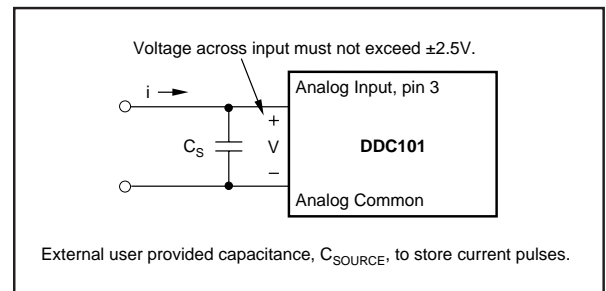 Voltage across input must not exceed ±2.5V.
i
Analog Input, pin 3
+
C_S
V
DDC101
–
Analog Common
External user provided capacitance, C_SOURCE, to store current pulses.